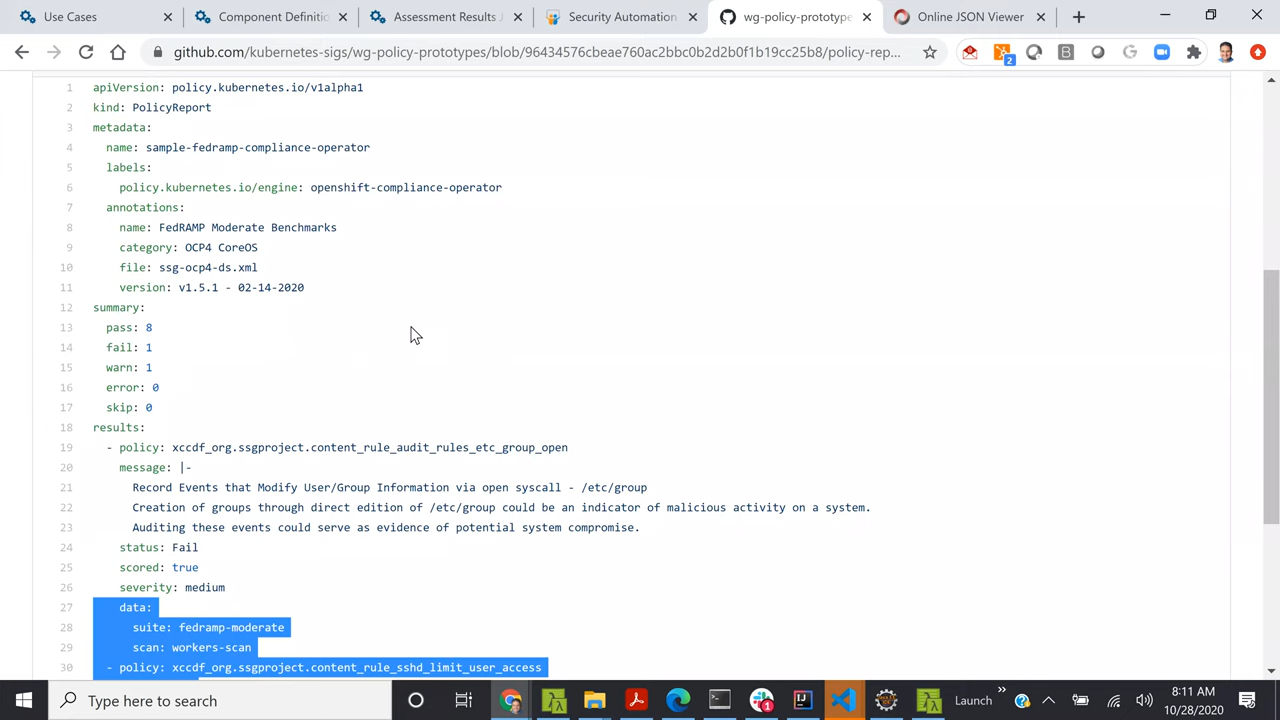 Use Cases
Component Definitio
Assessment Results J
Security Automation
wg-policy-prototype
Online JSON Viewer
github.com/kubernetes-sigs/wg-policy-prototypes/blob/96434576cbeae760ac2bbc0b2d2b0f1b19cc25b8/policy-rep...
2
1 apiVersion: policy.kubernetes.io/v1alpha1
2 kind: PolicyReport
3 metadata:
4 name: sample-fedramp-compliance-operator
5 labels:
6 policy.kubernetes.io/engine: openshift-compliance-operator
7 annotations:
8 name: FedRAMP Moderate Benchmarks
9 category: OCP4 CoreOS
10 file: ssg-ocp4-ds.xml
11 version: v1.5.1 - 02-14-2020
12 summary:
13 pass: 8
14 fail: 1
15 warn: 1
16 error: 0
17 skip: 0
18 results:
19 - policy: xccdf_org.ssgproject.content_rule_audit_rules_etc_group_open
20 message: |-
21 Record Events that Modify User/Group Information via open syscall - /etc/group
22 Creation of groups through direct edition of /etc/group could be an indicator of malicious activity on a system.
23 Auditing these events could serve as evidence of potential system compromise.
24 status: Fail
25 scored: true
26 severity: medium
27 data:
28 suite: fedramp-moderate
29 scan: workers-scan
30 - policy: xccdf_org.ssgproject.content_rule_sshd_limit_user_access
Type here to search
1
Launch
8:11 AM
10/28/2020